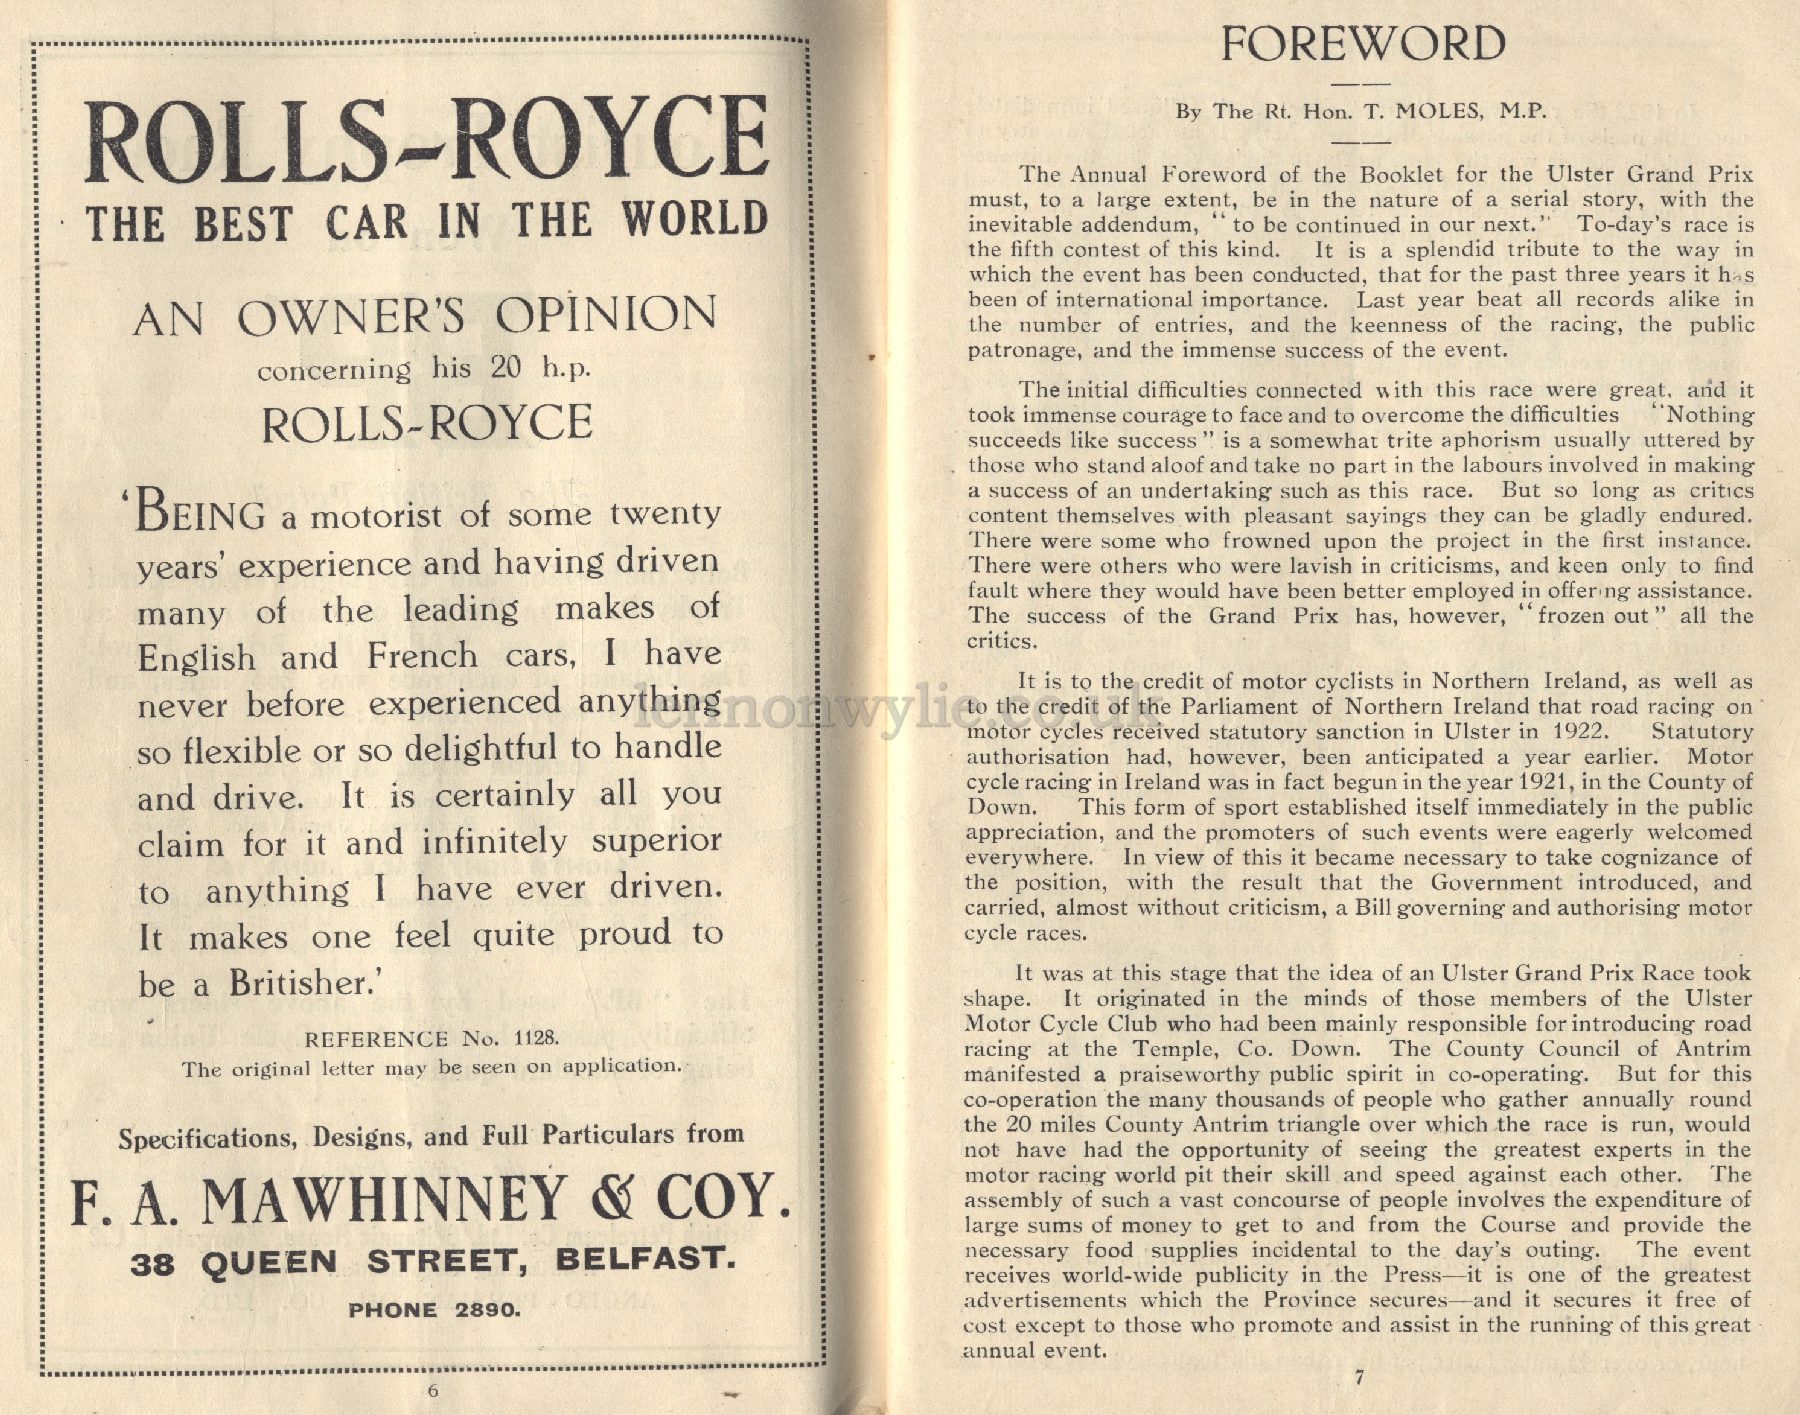 ROLLS-ROYCE
THE BEST CAR IN THE WORLD
AN OWNER'S OPINION
concerning his 20 h.p.
ROLLS-ROYCE
'BEING a motorist of some twenty
years' experience and having driven
many of the leading makes of
English and French cars, I have
never before experienced anything
so flexible or so delightful to handle
and drive. It is certainly all you
claim for it and infinitely superior
to anything I have ever driven.
It makes one feel quite proud to
be a Britisher.'
REFERENCE No. 1128.
The original letter may be seen on application.
Specifications, Designs, and Full Particulars from
F. A. MAWHINNEY & COY.
38 QUEEN STREET, BELFAST.
PHONE 2890.
6
FOREWORD
By The Rt. Hon. T. MOLES, M.P.
The Annual Foreword of the Booklet for the Ulster Grand Prix
must, to a large extent, be in the nature of a serial story, with the
inevitable addendum, "to be continued in our next." To-day's race is
the fifth contest of this kind. It is a splendid tribute to the way in
which the event has been conducted, that for the past three years it has
been of international importance. Last year beat all records alike in
the number of entries, and the keenness of the racing, the public
patronage, and the immense success of the event.
The initial difficulties connected with this race were great, and it
took immense courage to face and to overcome the difficulties "Nothing
succeeds like success" is a somewhat trite aphorism usually uttered by
those who stand aloof and take no part in the labours involved in making
a success of an undertaking such as this race. But so long as critics
content themselves with pleasant sayings they can be gladly endured.
There were some who frowned upon the project in the first instance.
There were others who were lavish in criticisms, and keen only to find
fault where they would have been better employed in offering assistance.
The success of the Grand Prix has, however, "frozen out" all the
critics.
It is to the credit of motor cyclists in Northern Ireland, as well as
to the credit of the Parliament of Northern Ireland that road racing on
motor cycles received statutory sanction in Ulster in 1922. Statutory
authorisation had, however, been anticipated a year earlier. Motor
cycle racing in Ireland was in fact begun in the year 1921, in the County of
Down. This form of sport established itself immediately in the public
appreciation, and the promoters of such events were eagerly welcomed
everywhere. In view of this it became necessary to take cognizance of
the position, with the result that the Government introduced, and
carried, almost without criticism, a Bill governing and authorising motor
cycle races.
It was at this stage that the idea of an Ulster Grand Prix Race took
shape. It originated in the minds of those members of the Ulster
Motor Cycle Club who had been mainly responsible for introducing road
racing at the Temple, Co. Down. The County Council of Antrim
manifested a praiseworthy public spirit in co-operating. But for this
co-operation the many thousands of people who gather annually round
the 20 miles County Antrim triangle over which the race is run, would
not have had the opportunity of seeing the greatest experts in the
motor racing world pit their skill and speed against each other. The
assembly of such a vast concourse of people involves the expenditure of
large sums of money to get to and from the Course and provide the
necessary food supplies incidental to the day's outing. The event
receives world-wide publicity in the Press—it is one of the greatest
advertisements which the Province secures—and it secures it free of
cost except to those who promote and assist in the running of this great
annual event.
7
lennonwylie.co.uk